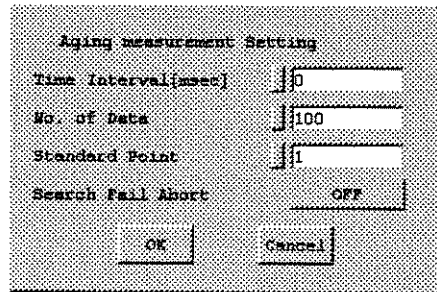 Aging measurement Setting
Time Interval[msec] 0
No. of Data 100
Standard Point 1
Search Fail Abort OFF
OK Cancel